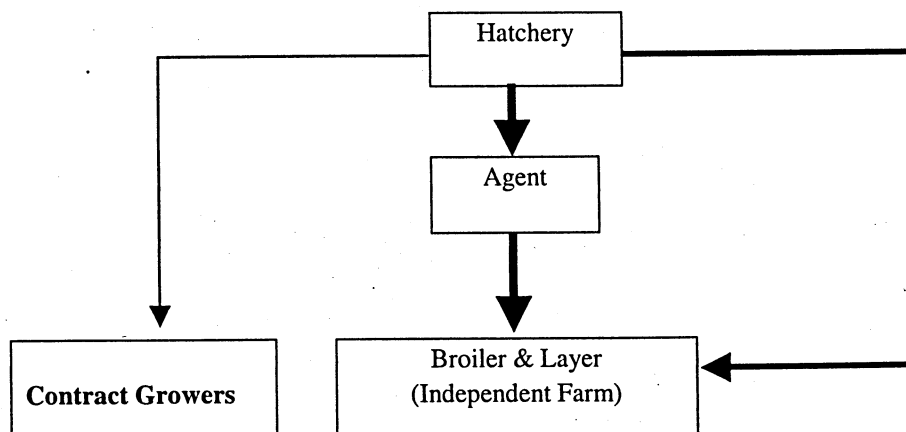 Hatchery
Agent
Contract Growers
Broiler & Layer
(Independent Farm)